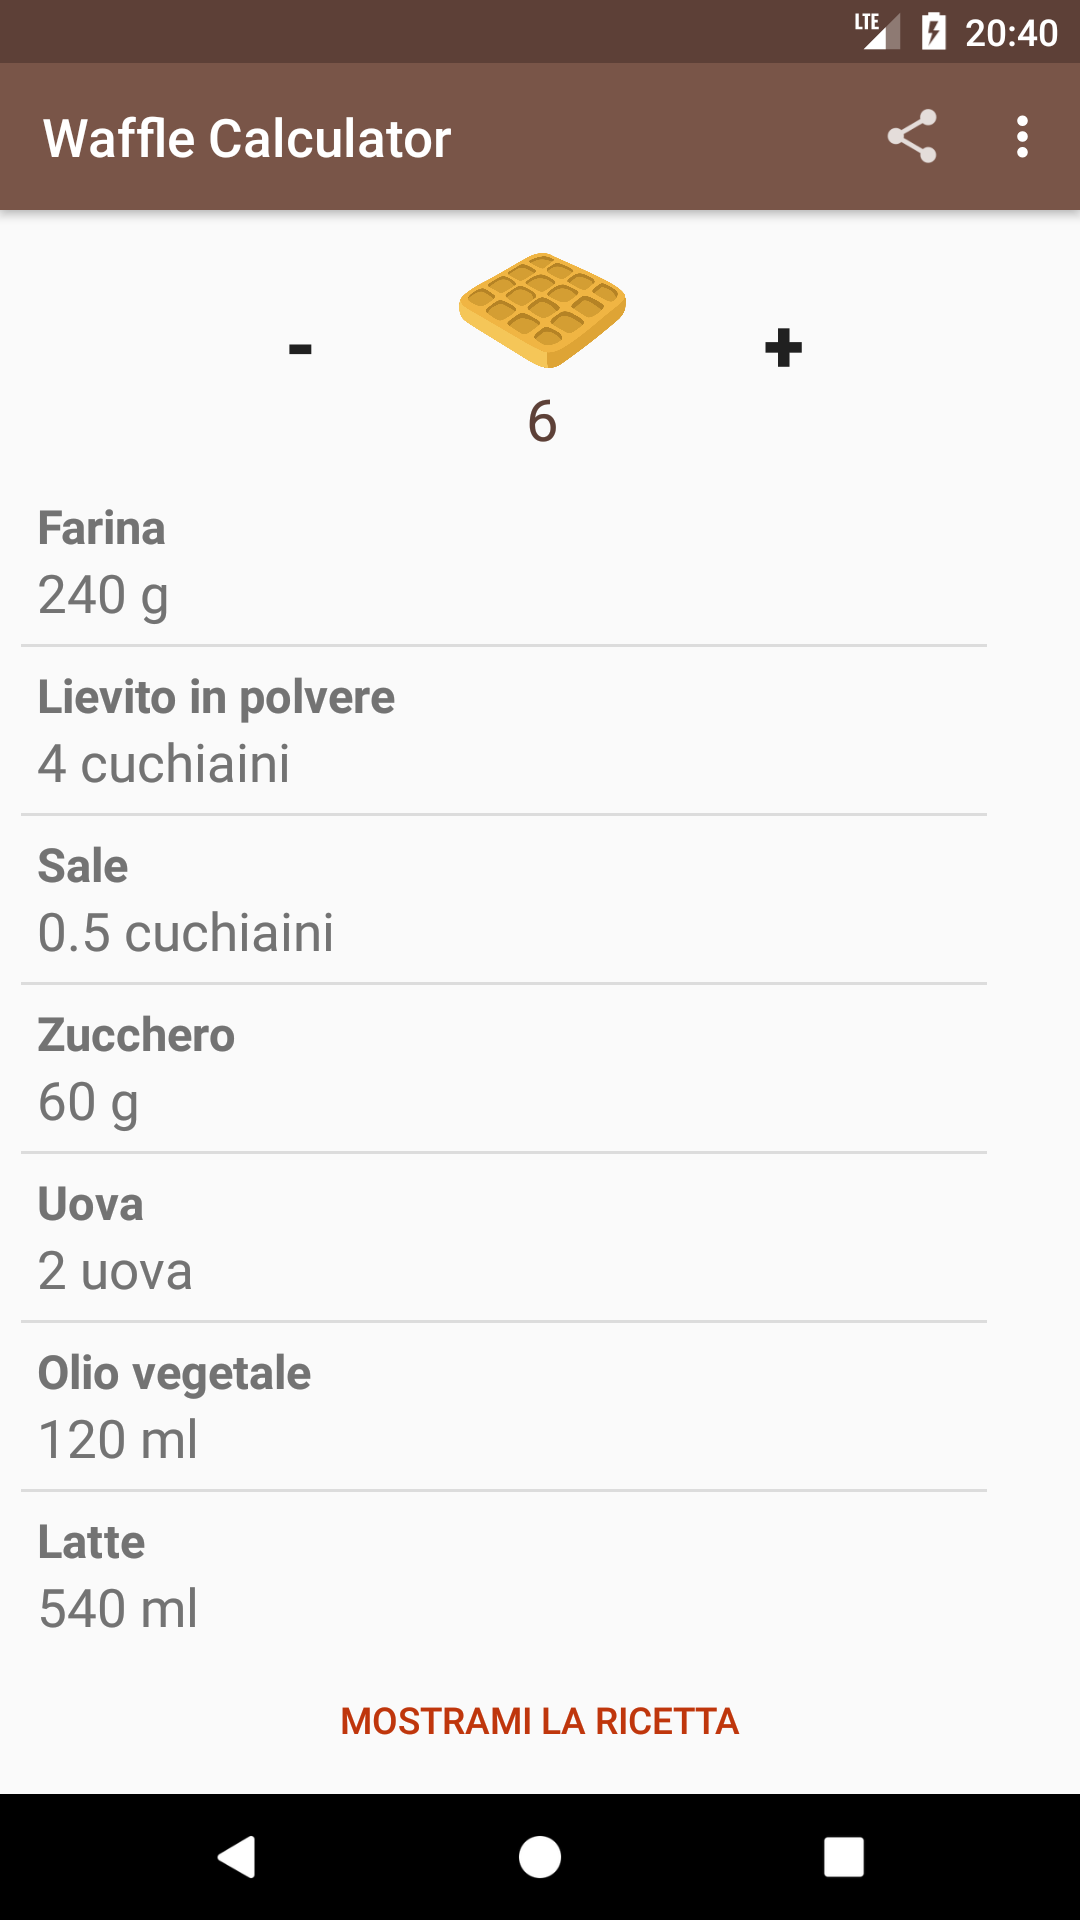 LTE 20:40
Waffle Calculator
- +
6
Farina
240 g
Lievito in polvere
4 cuchiaini
Sale
0.5 cuchiaini
Zucchero
60 g
Uova
2 uova
Olio vegetale
120 ml
Latte
540 ml
MOSTRAMI LA RICETTA